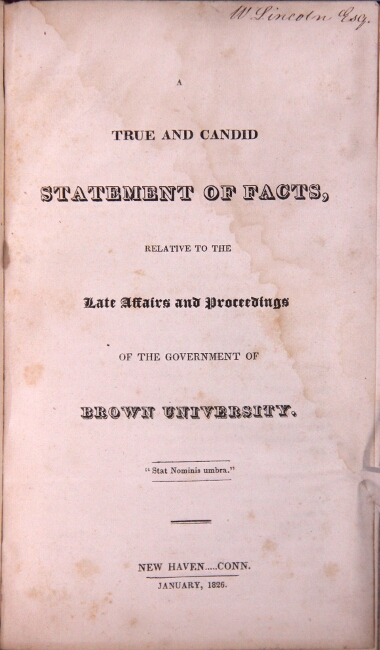 W Lincoln Esq.
A
TRUE AND CANDID
STATEMENT OF FACTS,
RELATIVE TO THE
Late Affairs and Proceedings
OF THE GOVERNMENT OF
BROWN UNIVERSITY.
"Stat Nominis umbra."
NEW HAVEN.....CONN.
JANUARY, 1826.